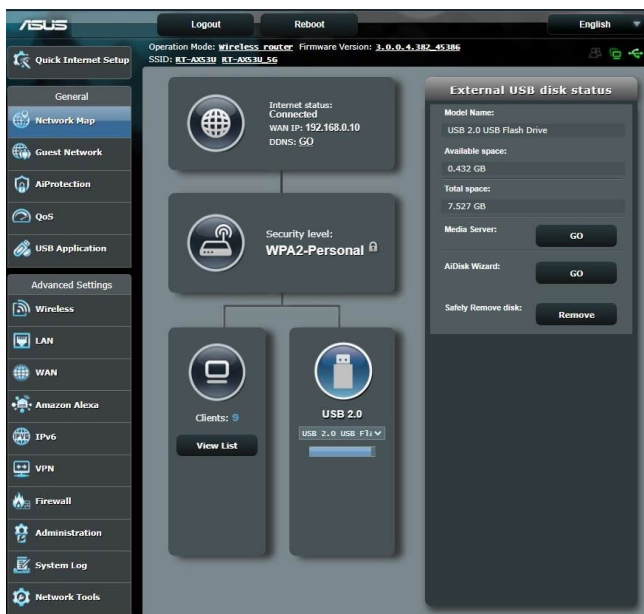 ASUS
Logout
Reboot
English
Operation Mode: Wireless router Firmware Version: 3.0.0.4.382_45386
SSID: RT-AX53U RT-AX53U_5G
Quick Internet Setup
General
Network Map
Guest Network
AiProtection
QoS
USB Application
Advanced Settings
Wireless
LAN
WAN
Amazon Alexa
IPv6
VPN
Firewall
Administration
System Log
Network Tools
Internet status:
Connected
WAN IP: 192.168.0.10
DDNS: GO
Security level:
WPA2-Personal
Clients: 9
View List
USB 2.0
USB 2.0 USB Fl
External USB disk status
Model Name:
USB 2.0 USB Flash Drive
Available space:
0.432 GB
Total space:
7.527 GB
Media Server:
GO
AiDisk Wizard:
GO
Safely Remove disk:
Remove